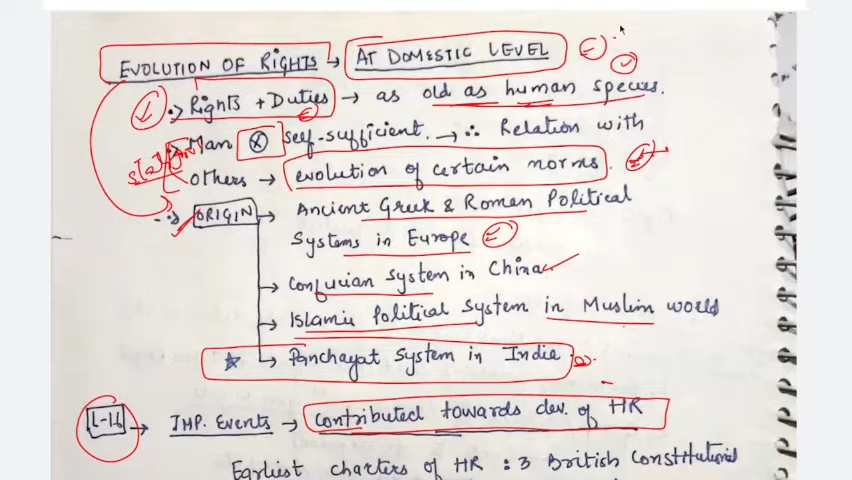 EVOLUTION OF RIGHTS → AT DOMESTIC LEVEL
∴> Rights + Duties → as old as human species.
∴> Man ⊗ self-sufficient. → ∴ Relation with
others → evolution of certain norms.
∴> ORIGIN → Ancient Greek & Roman Political
Systems in Europe
→ Confucian System in China
→ Islamic Political System in Muslim world
☆ → Panchayat System in India.
L-16 → IMP. EVENTS → contributed towards dev. of HR
Earliest charters of HR : 3 British Constitutional